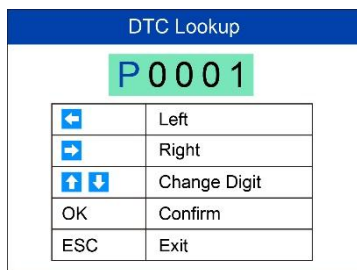 DTC Lookup
P0001
Left
Right
Change Digit
OK Confirm
ESC Exit